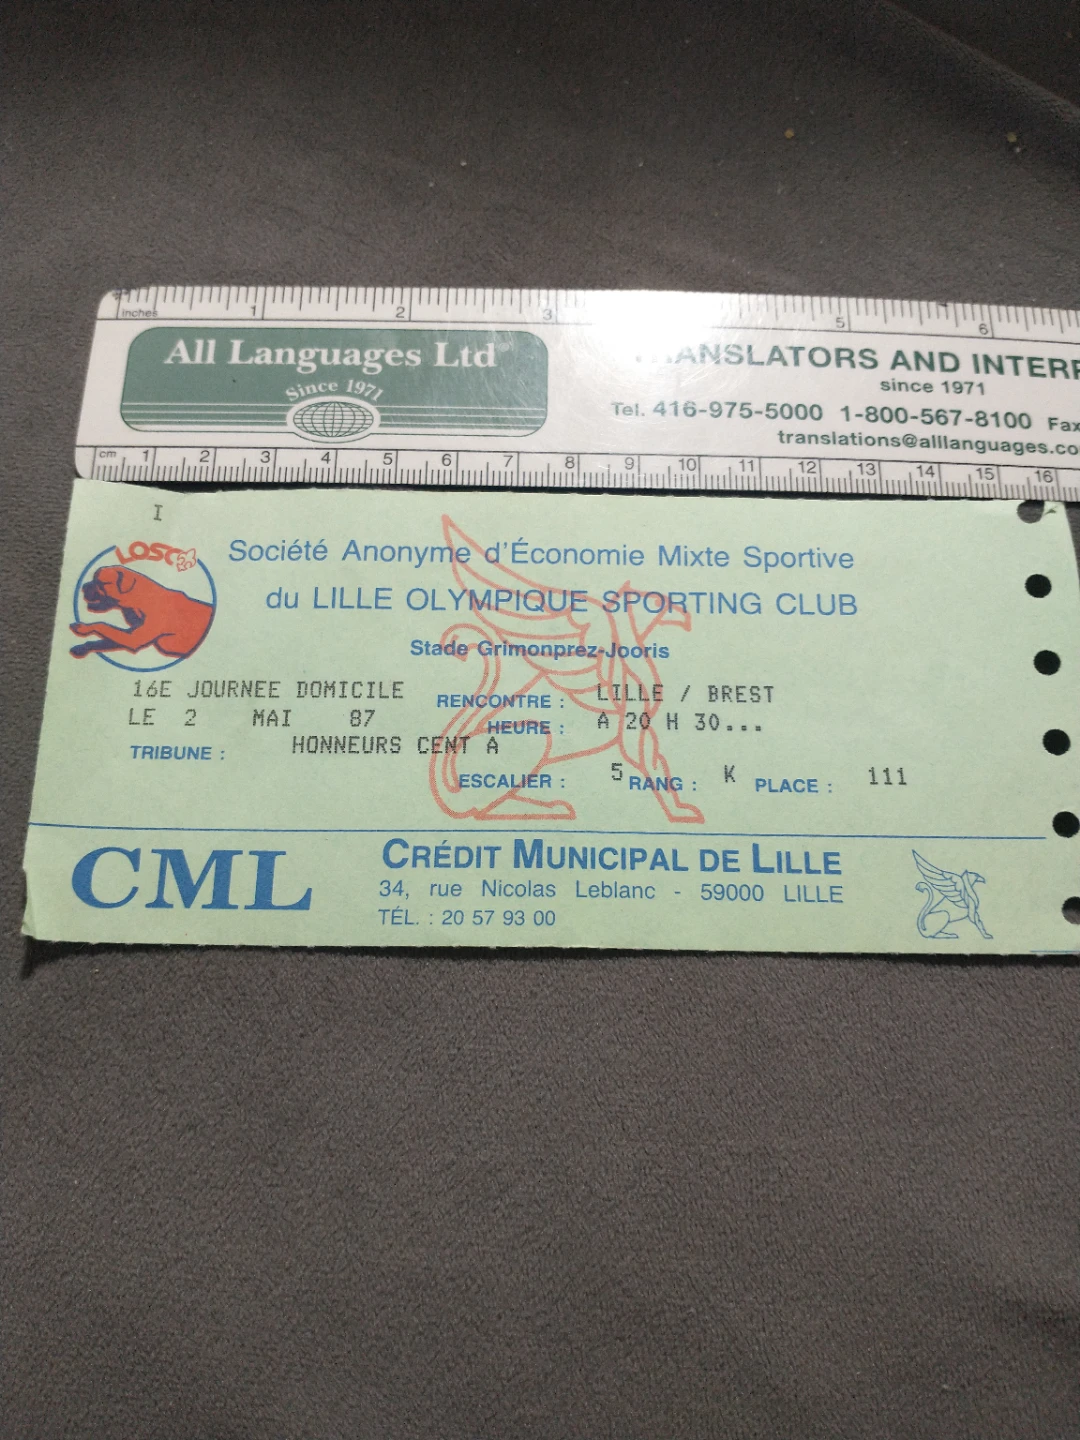 inches 1 2 3 5 6
All Languages Ltd
Since 1971
ANSLATORS AND INTERP
since 1971
Tel. 416-975-5000 1-800-567-8100 Fax
translations@alllanguages.co
cm 1 2 3 4 5 6 7 8 9 10 11 12 13 14 15 16
I
LOSC
Société Anonyme d'Économie Mixte Sportive
du LILLE OLYMPIQUE SPORTING CLUB
Stade Grimonprez-Jooris
16E JOURNEE DOMICILE RENCONTRE : LILLE / BREST
LE 2 MAI 87 HEURE : A 20 H 30...
TRIBUNE : HONNEURS CENT A
ESCALIER : 5 RANG : K PLACE : 111
CML
CRÉDIT MUNICIPAL DE LILLE
34, rue Nicolas Leblanc - 59000 LILLE
TÉL. : 20 57 93 00